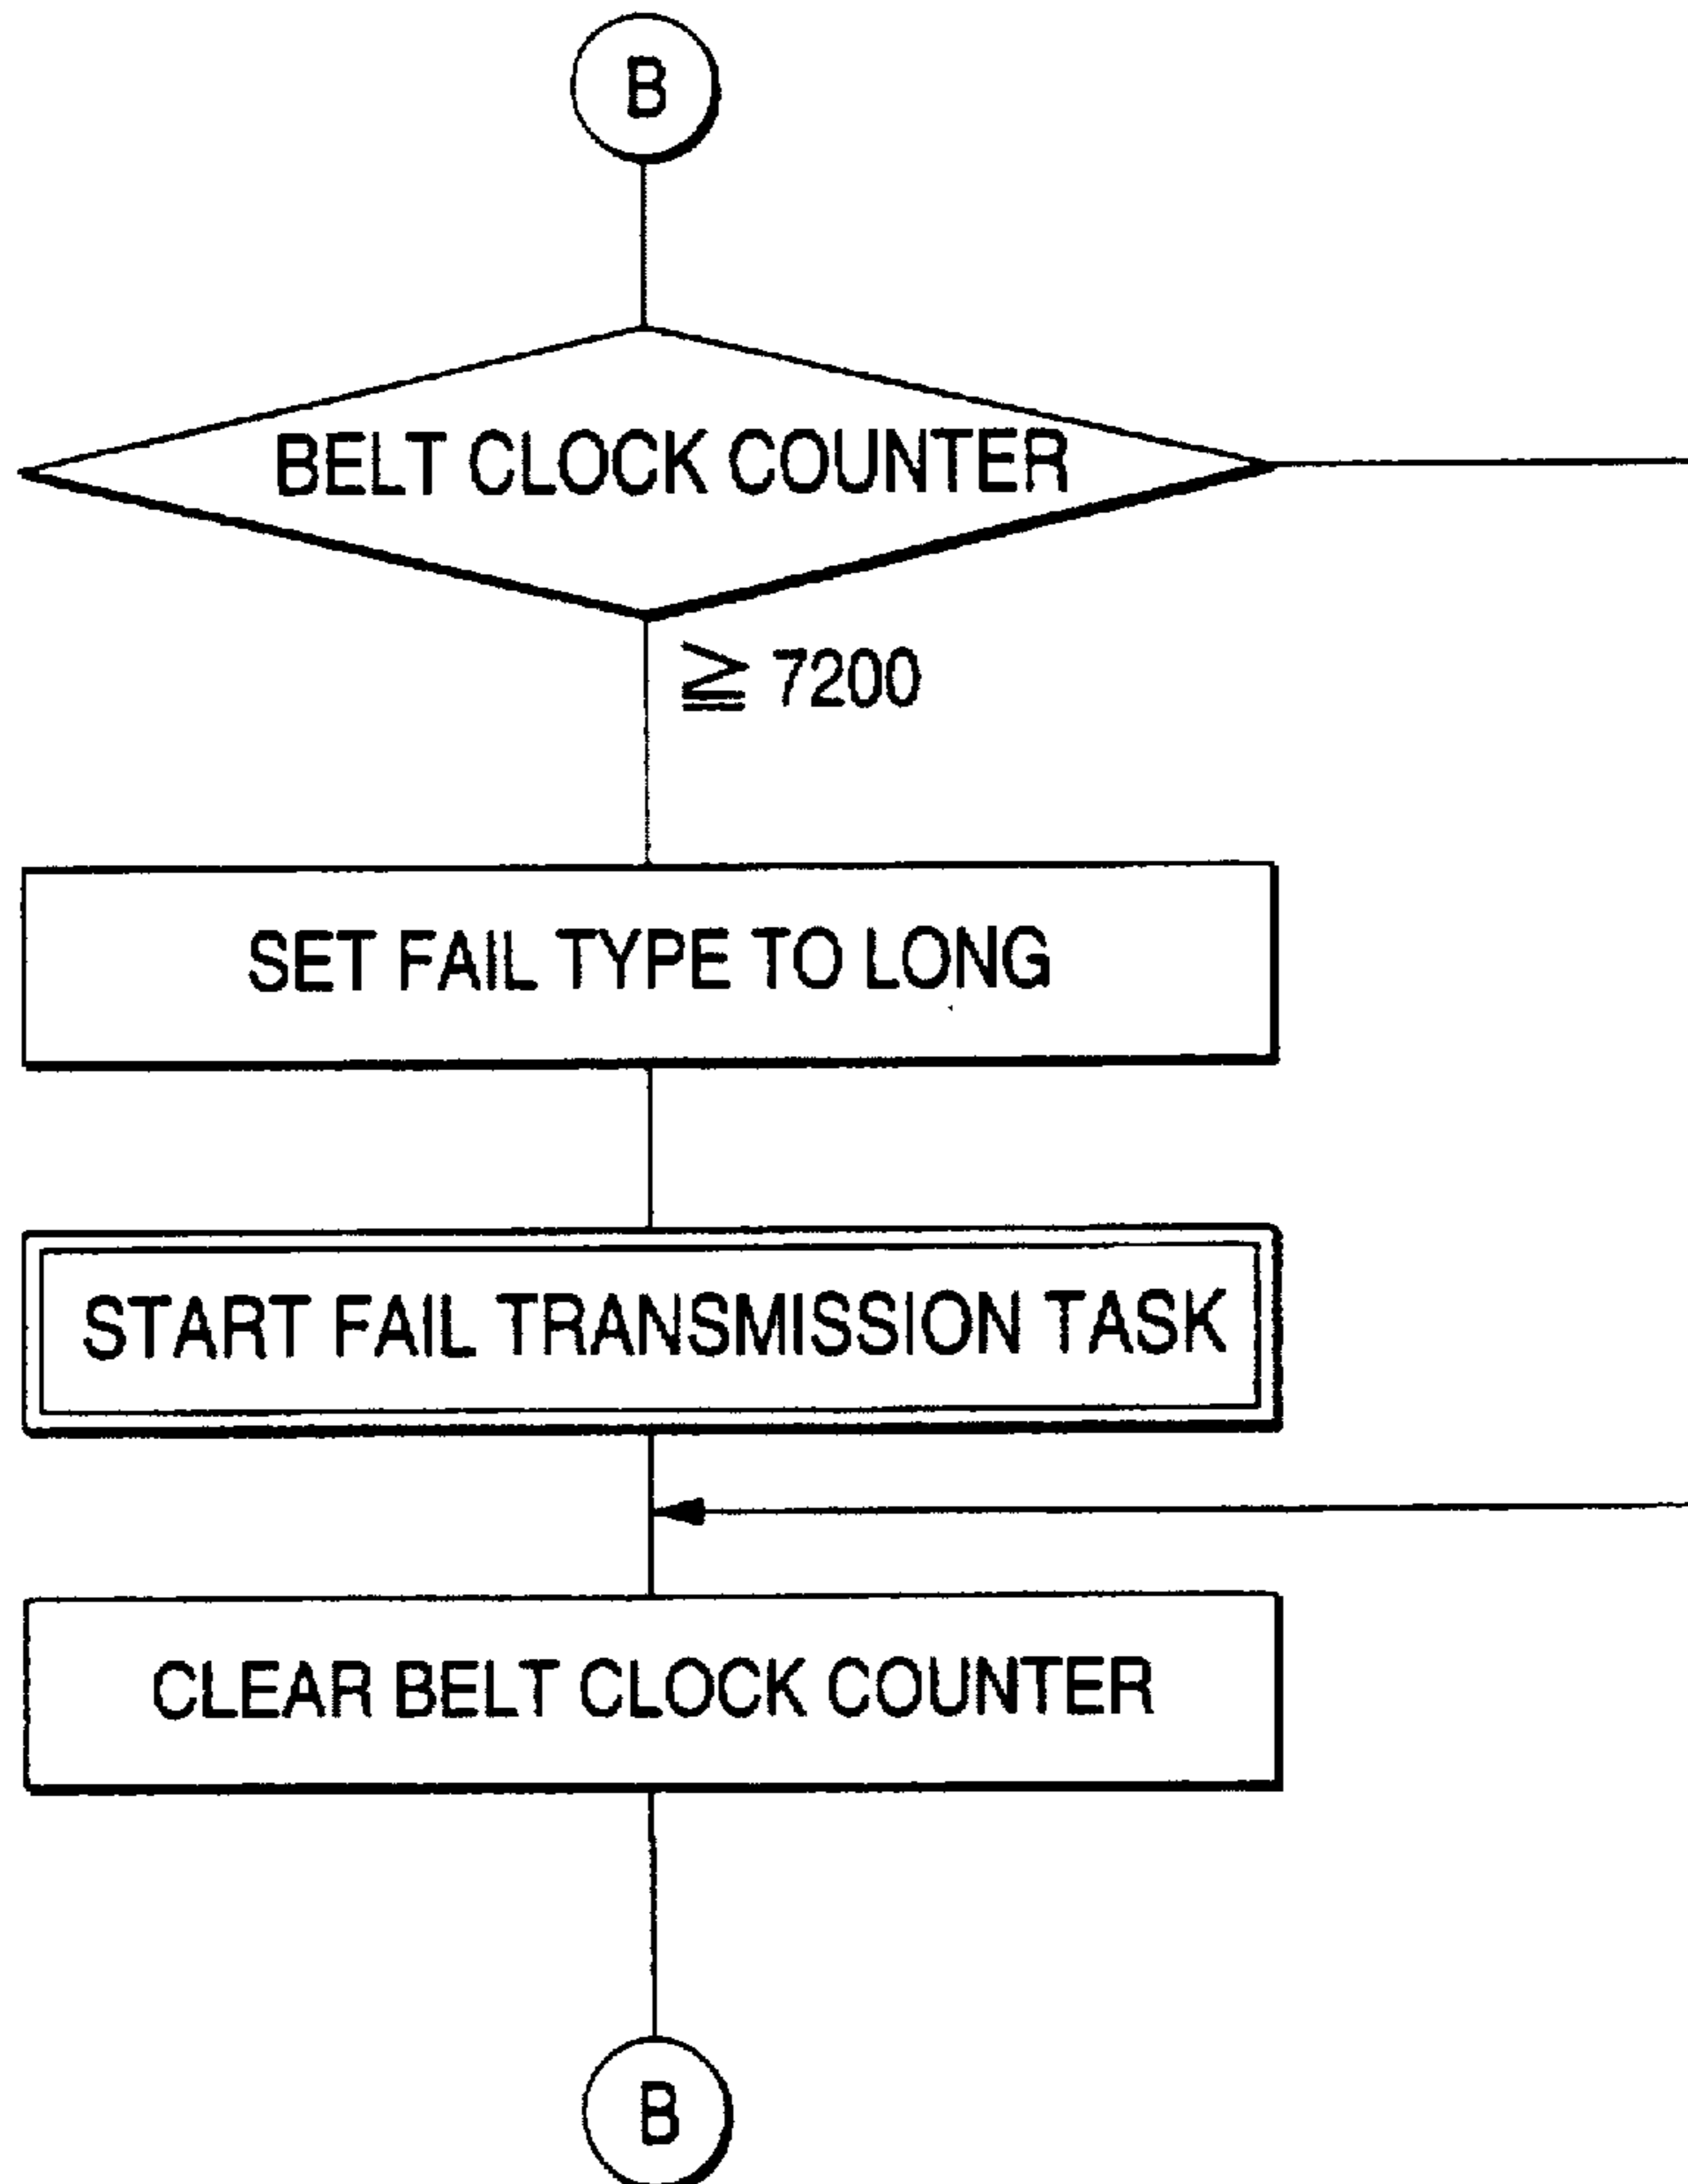 B
BELT CLOCK COUNTER
≧ 7200
SET FAIL TYPE TO LONG
START FAIL TRANSMISSION TASK
CLEAR BELT CLOCK COUNTER
B